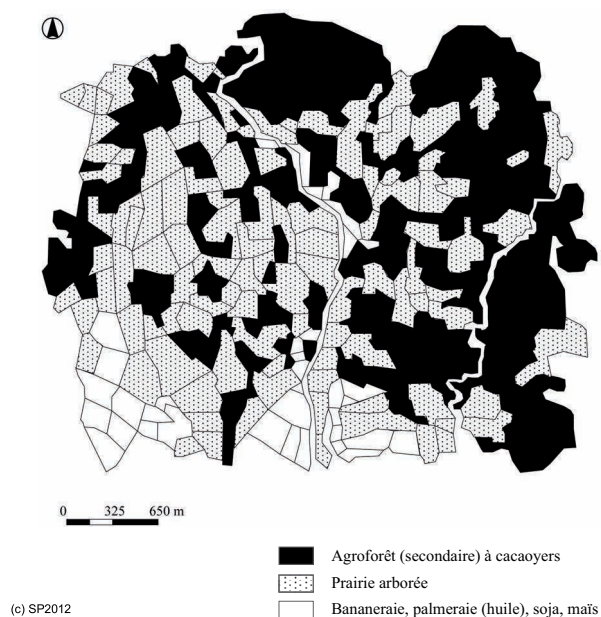 0 325 650 m
Agroforêt (secondaire) à cacaoyers
Prairie arborée
Bananeraie, palmeraie (huile), soja, maïs
(c) SP2012